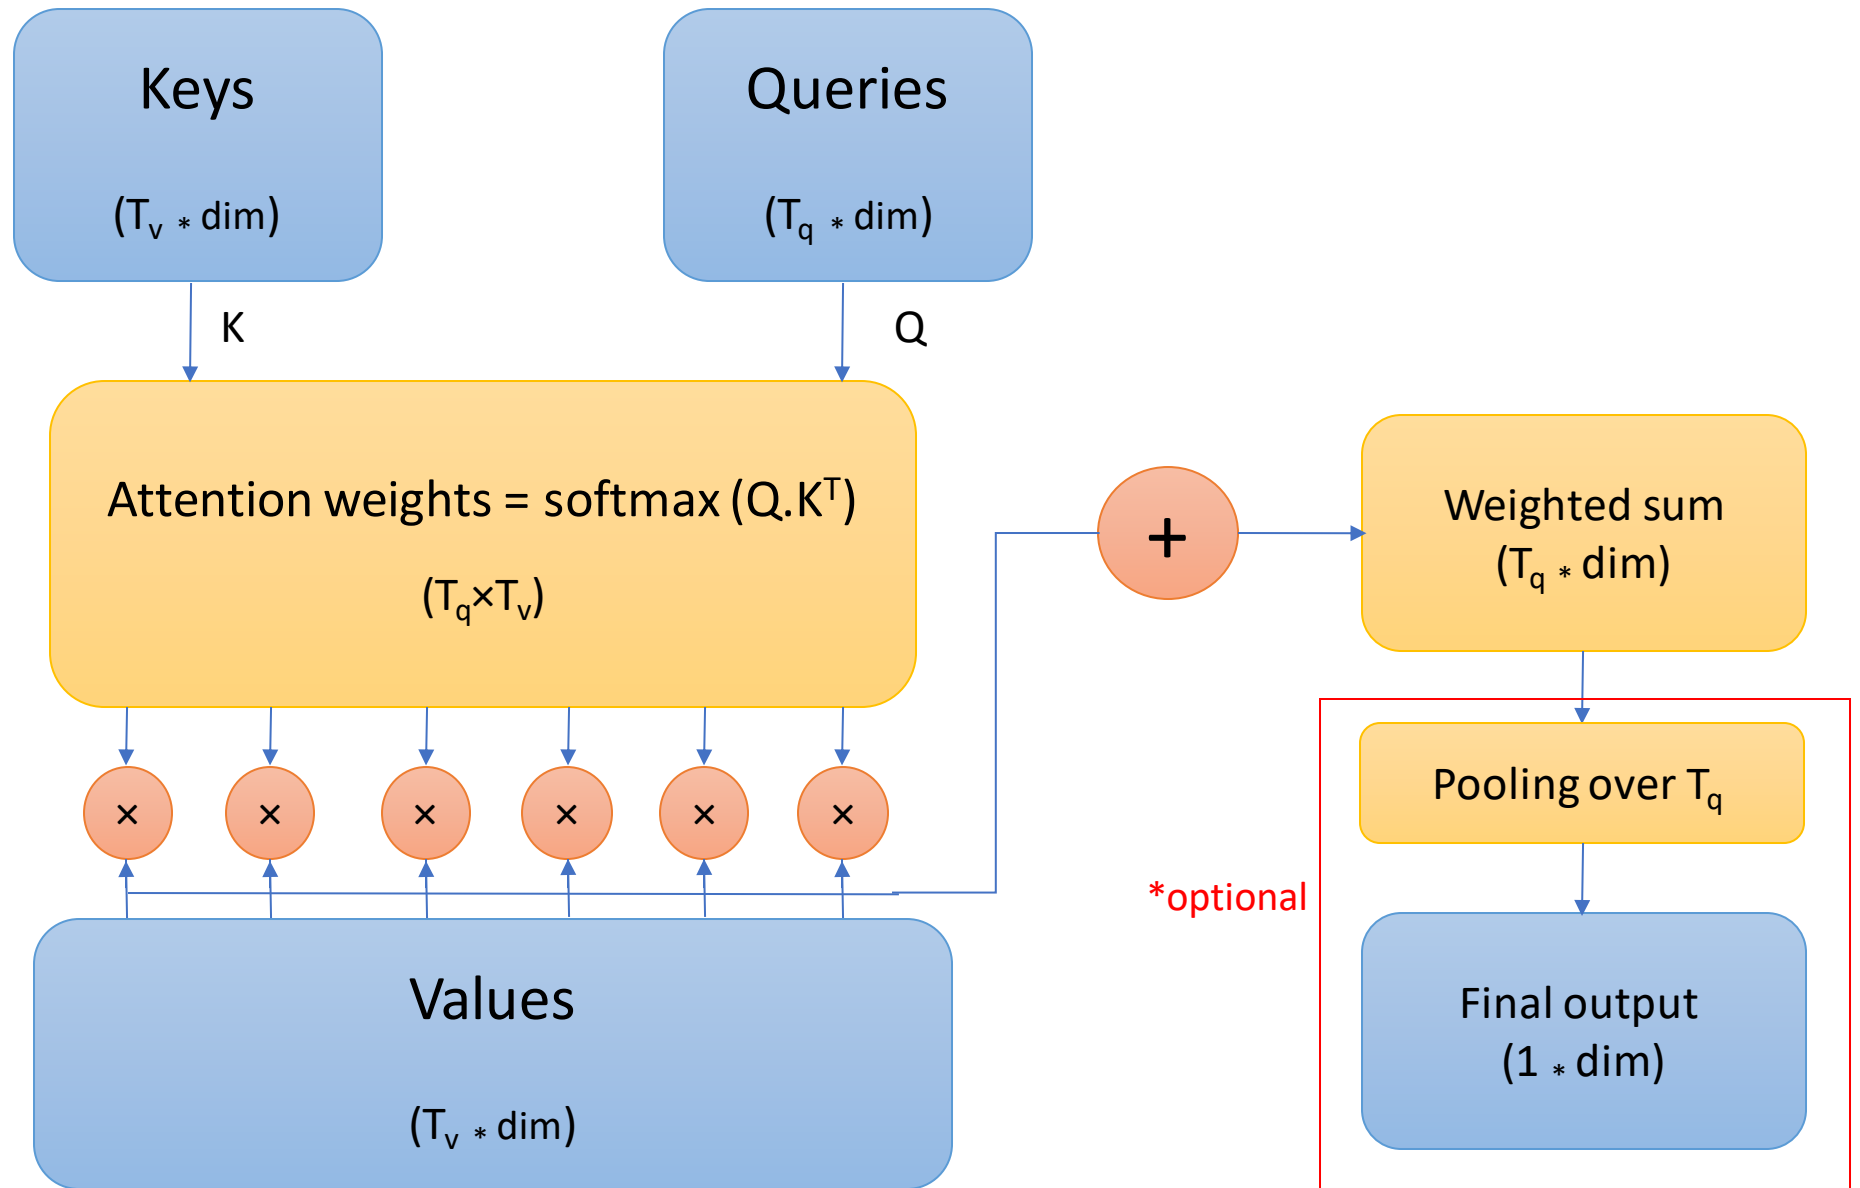 Keys
(Tv * dim)
Queries
(Tq * dim)
K
Q
Attention weights = softmax (Q.K^T)
(Tq×Tv)
× × × × × ×
Values
(Tv * dim)
+
Weighted sum
(Tq * dim)
Pooling over Tq
*optional
Final output
(1 * dim)